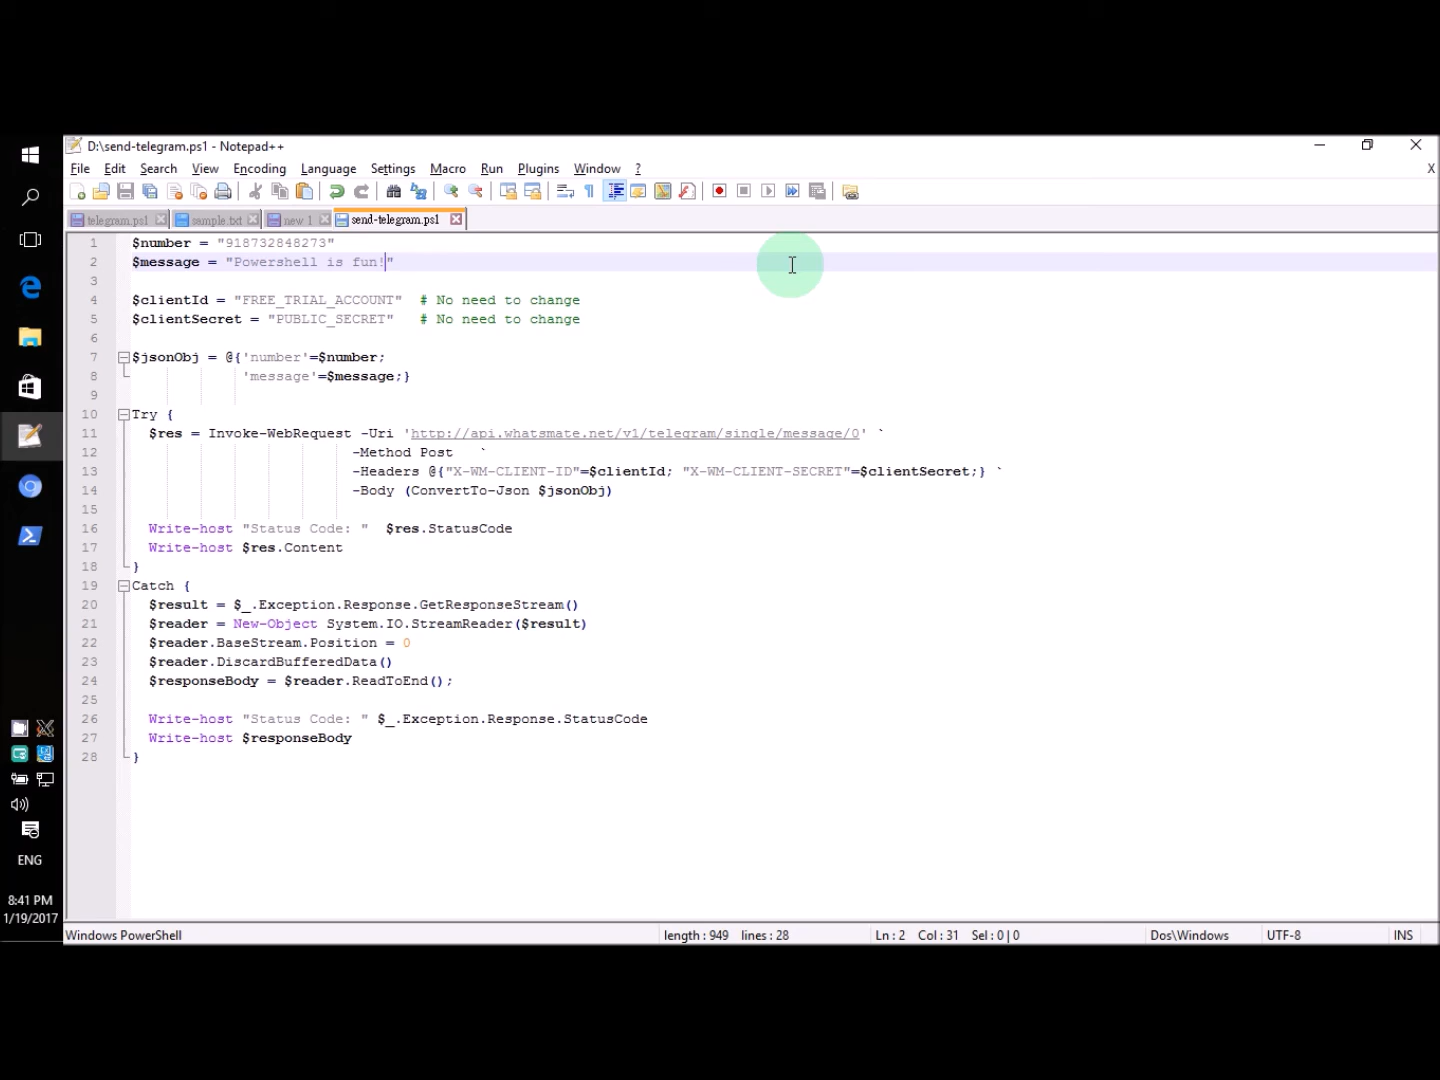 D:\send-telegram.ps1 - Notepad++
File Edit Search View Encoding Language Settings Macro Run Plugins Window ? X
telegram.ps1 sample.txt new 1 send-telegram.ps1
1 $number = "918732848273"
2 $message = "Powershell is fun!"
3
4 $clientId = "FREE_TRIAL_ACCOUNT" # No need to change
5 $clientSecret = "PUBLIC_SECRET" # No need to change
6
7 $jsonObj = @{'number'=$number;
8 'message'=$message;}
9
10 Try {
11 $res = Invoke-WebRequest -Uri 'http://api.whatsmate.net/v1/telegram/single/message/0' `
12 -Method Post `
13 -Headers @{"X-WM-CLIENT-ID"=$clientId; "X-WM-CLIENT-SECRET"=$clientSecret;} `
14 -Body (ConvertTo-Json $jsonObj)
15
16 Write-host "Status Code: " $res.StatusCode
17 Write-host $res.Content
18 }
19 Catch {
20 $result = $_.Exception.Response.GetResponseStream()
21 $reader = New-Object System.IO.StreamReader($result)
22 $reader.BaseStream.Position = 0
23 $reader.DiscardBufferedData()
24 $responseBody = $reader.ReadToEnd();
25
26 Write-host "Status Code: " $_.Exception.Response.StatusCode
27 Write-host $responseBody
28 }
ENG
8:41 PM
1/19/2017
Windows PowerShell length : 949 lines : 28 Ln : 2 Col : 31 Sel : 0 | 0 Dos\Windows UTF-8 INS